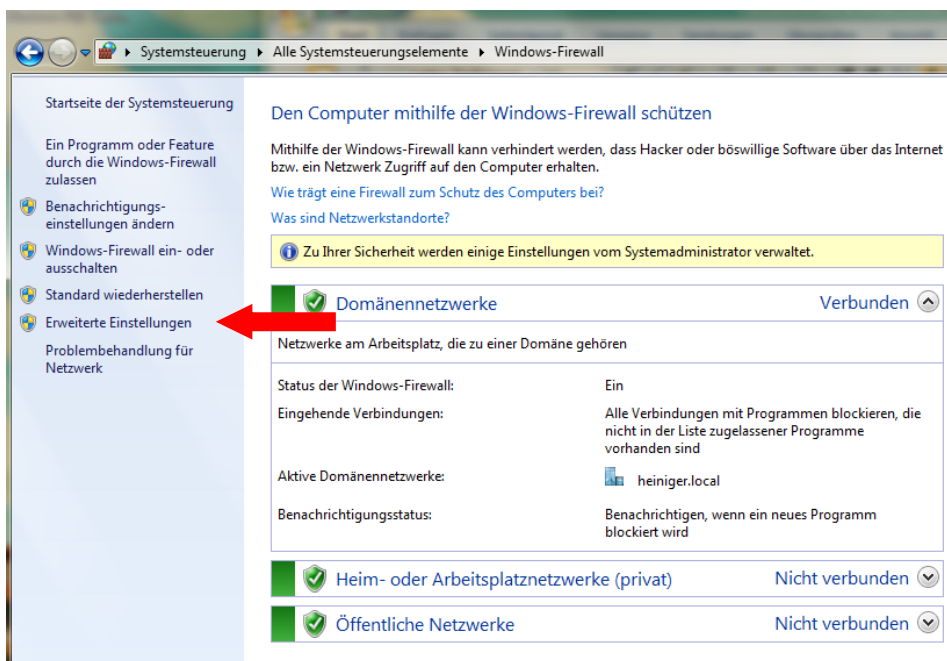 Systemsteuerung ▸ Alle Systemsteuerungselemente ▸ Windows-Firewall
Startseite der Systemsteuerung
Ein Programm oder Feature
durch die Windows-Firewall
zulassen
Benachrichtigungs-
einstellungen ändern
Windows-Firewall ein- oder
ausschalten
Standard wiederherstellen
Erweiterte Einstellungen
Problembehandlung für
Netzwerk
Den Computer mithilfe der Windows-Firewall schützen
Mithilfe der Windows-Firewall kann verhindert werden, dass Hacker oder böswillige Software über das Internet
bzw. ein Netzwerk Zugriff auf den Computer erhalten.
Wie trägt eine Firewall zum Schutz des Computers bei?
Was sind Netzwerkstandorte?
Zu Ihrer Sicherheit werden einige Einstellungen vom Systemadministrator verwaltet.
Domänennetzwerke Verbunden
Netzwerke am Arbeitsplatz, die zu einer Domäne gehören
Status der Windows-Firewall: Ein
Eingehende Verbindungen: Alle Verbindungen mit Programmen blockieren, die
nicht in der Liste zugelassener Programme
vorhanden sind
Aktive Domänennetzwerke: heiniger.local
Benachrichtigungsstatus: Benachrichtigen, wenn ein neues Programm
blockiert wird
Heim- oder Arbeitsplatznetzwerke (privat) Nicht verbunden
Öffentliche Netzwerke Nicht verbunden